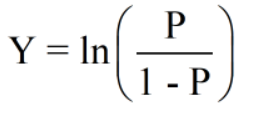 Y = ln( P / 1 - P )